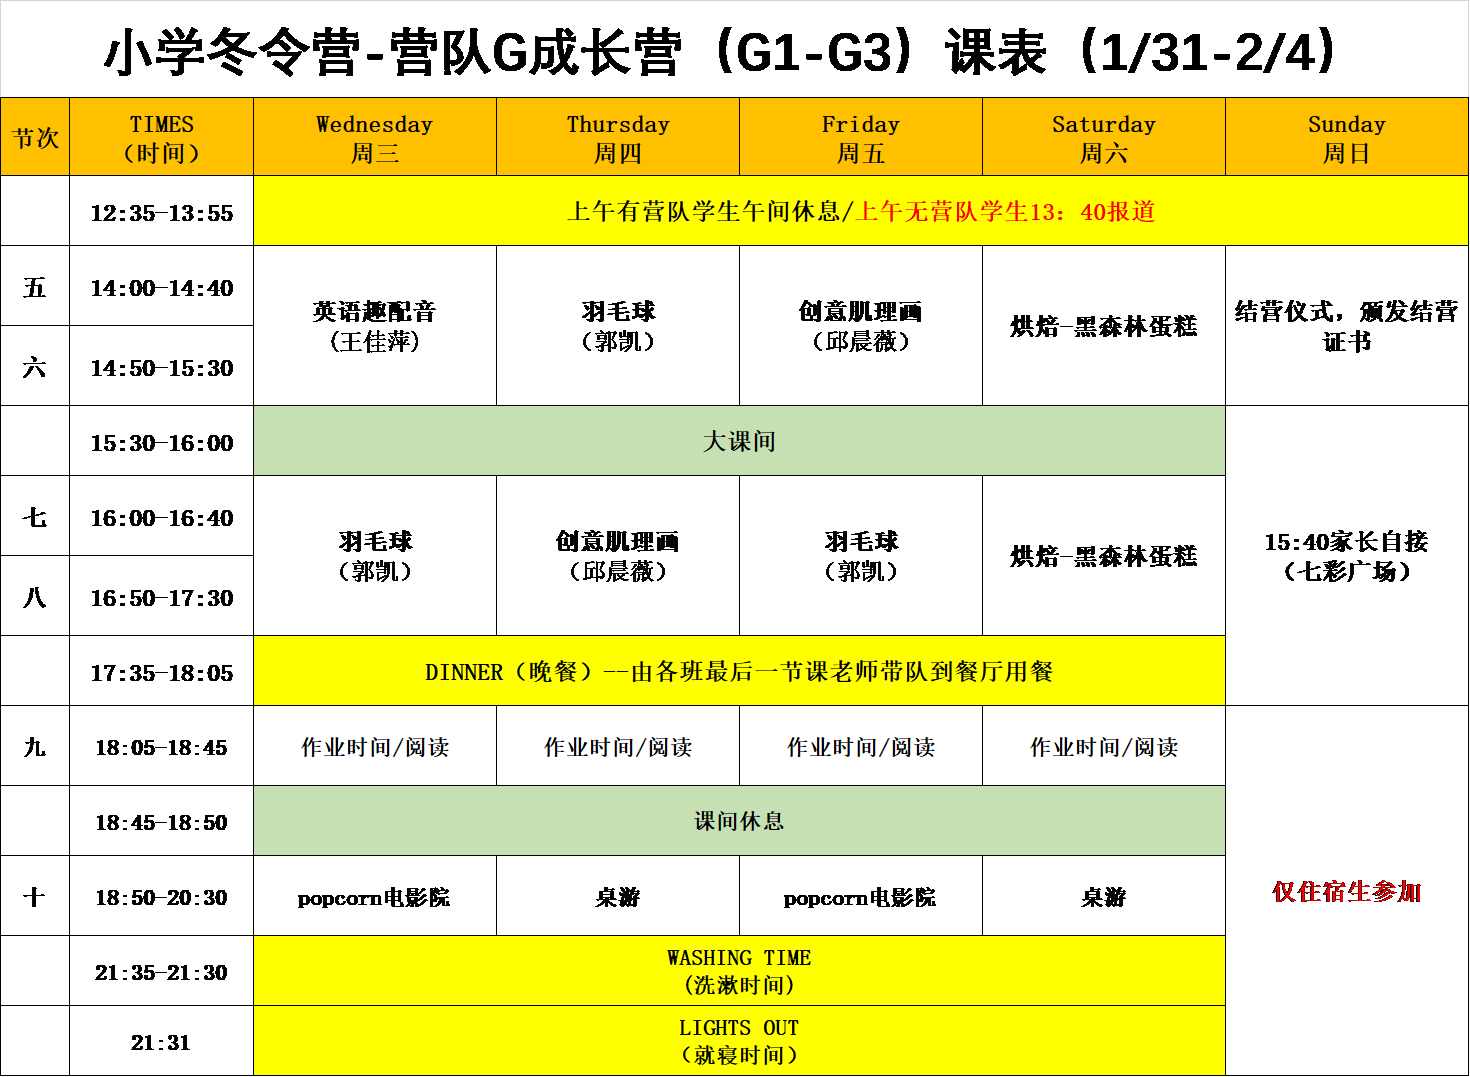 小学冬令营-营队G成长营（G1-G3）课表（1/31-2/4）
节次
TIMES
（时间）
Wednesday
周三
Thursday
周四
Friday
周五
Saturday
周六
Sunday
周日
12:35-13:55
上午有营队学生午间休息/上午无营队学生13：40报道
五
14:00-14:40
英语趣配音
(王佳萍)
羽毛球
（郭凯）
创意肌理画
（邱晨薇）
烘焙-黑森林蛋糕
结营仪式，颁发结营
证书
六
14:50-15:30
15:30-16:00
大课间
七
16:00-16:40
羽毛球
（郭凯）
创意肌理画
（邱晨薇）
羽毛球
（郭凯）
烘焙-黑森林蛋糕
15:40家长自接
（七彩广场）
八
16:50-17:30
17:35-18:05
DINNER（晚餐）--由各班最后一节课老师带队到餐厅用餐
九
18:05-18:45
作业时间/阅读
作业时间/阅读
作业时间/阅读
作业时间/阅读
18:45-18:50
课间休息
十
18:50-20:30
popcorn电影院
桌游
popcorn电影院
桌游
仅住宿生参加
21:35-21:30
WASHING TIME
(洗漱时间)
21:31
LIGHTS OUT
（就寝时间）